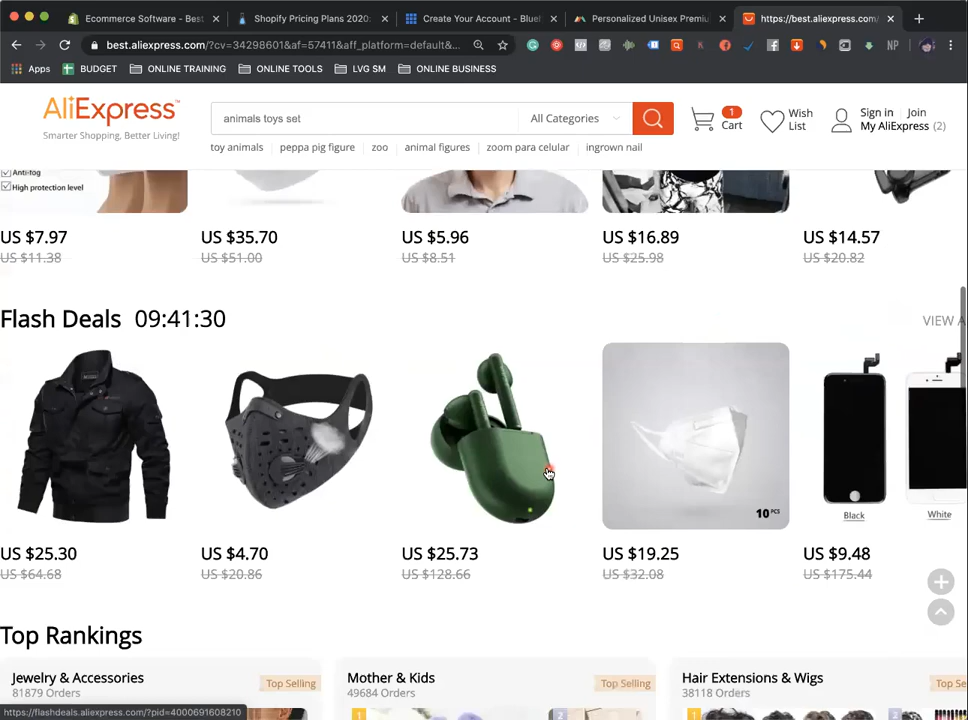 Ecommerce Software - Best
Shopify Pricing Plans 2020:
Create Your Account - Bluel
Personalized Unisex Premiu
https://best.aliexpress.com/
best.aliexpress.com/?cv=34298601&af=57411&aff_platform=default&...
NP
Apps
BUDGET
ONLINE TRAINING
ONLINE TOOLS
LVG SM
ONLINE BUSINESS
AliExpress™
Smarter Shopping, Better Living!
animals toys set
All Categories
1
Cart
Wish List
Sign in
Join
My AliExpress (2)
toy animals
peppa pig figure
zoo
animal figures
zoom para celular
ingrown nail
Anti-fog
High protection level
US $7.97
US $35.70
US $5.96
US $16.89
US $14.57
US $11.38
US $51.00
US $8.51
US $25.98
US $20.82
Flash Deals 09:41:30
VIEW A
10 PCS
Black
White
US $25.30
US $4.70
US $25.73
US $19.25
US $9.48
US $64.68
US $20.86
US $128.66
US $32.08
US $175.44
Top Rankings
Jewelry & Accessories
81879 Orders
Top Selling
Mother & Kids
49684 Orders
Top Selling
Hair Extensions & Wigs
38118 Orders
Top Se
https://flashdeals.aliexpress.com/?pid=4000691608210
1
2
1
2